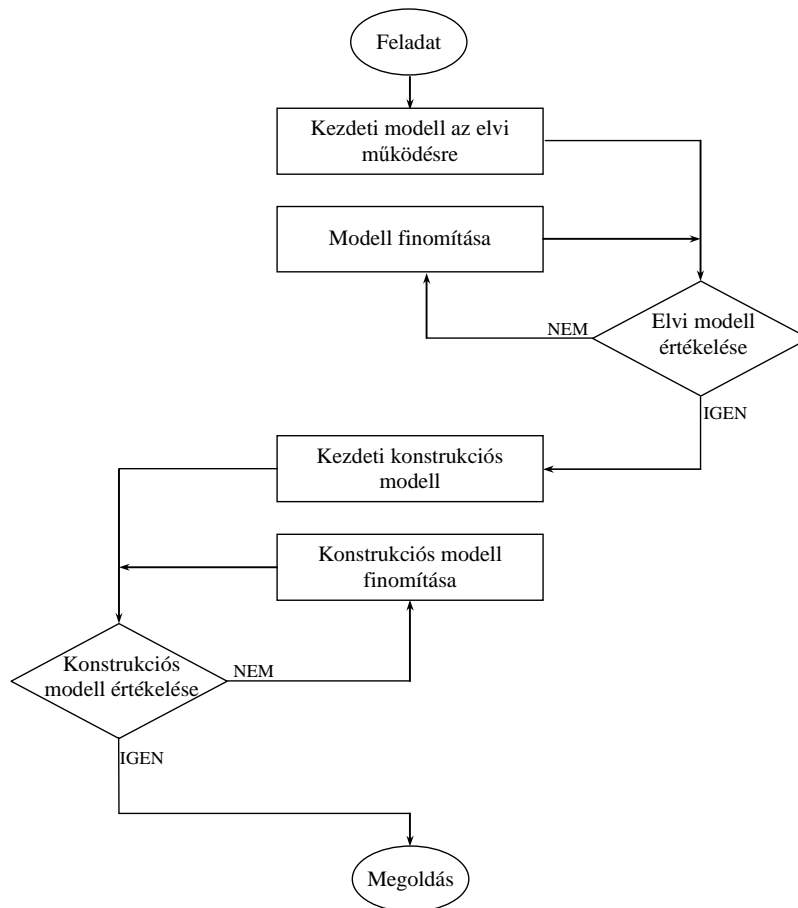 Feladat
Kezdeti modell az elvi
működésre
Modell finomítása
Elvi modell
értékelése
NEM
IGEN
Kezdeti konstrukciós
modell
Konstrukciós modell
finomítása
Konstrukciós
modell értékelése
NEM
IGEN
Megoldás